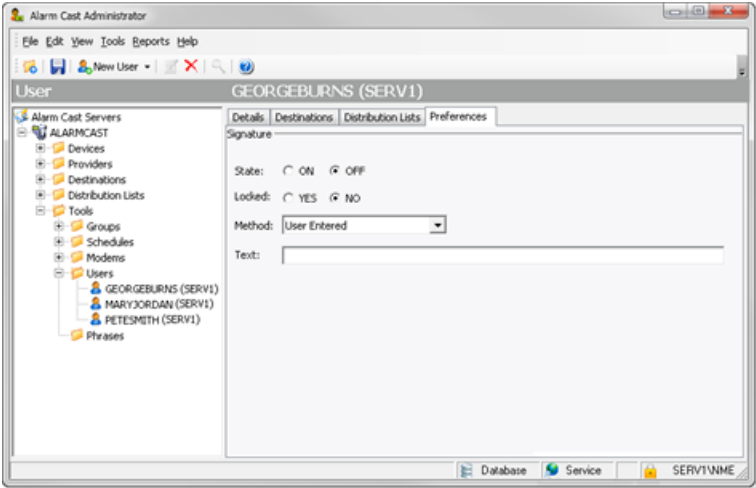 Alarm Cast Administrator
File Edit View Tools Reports Help
New User
User GEORGEBURNS (SERV1)
Alarm Cast Servers
ALARMCAST
Devices
Providers
Destinations
Distribution Lists
Tools
Groups
Schedules
Modems
Users
GEORGEBURNS (SERV1)
MARYJORDAN (SERV1)
PETESMITH (SERV1)
Phrases
Details Destinations Distribution Lists Preferences
Signature
State: ON OFF
Locked: YES NO
Method: User Entered
Text:
Database Service SERV1\NME